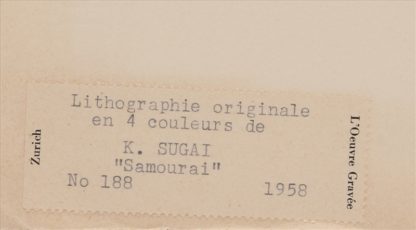 Lithographie originale
en 4 couleurs de
K. SUGAI
"Samourai"
No 188 1958
Zurich
L'Oeuvre Gravée